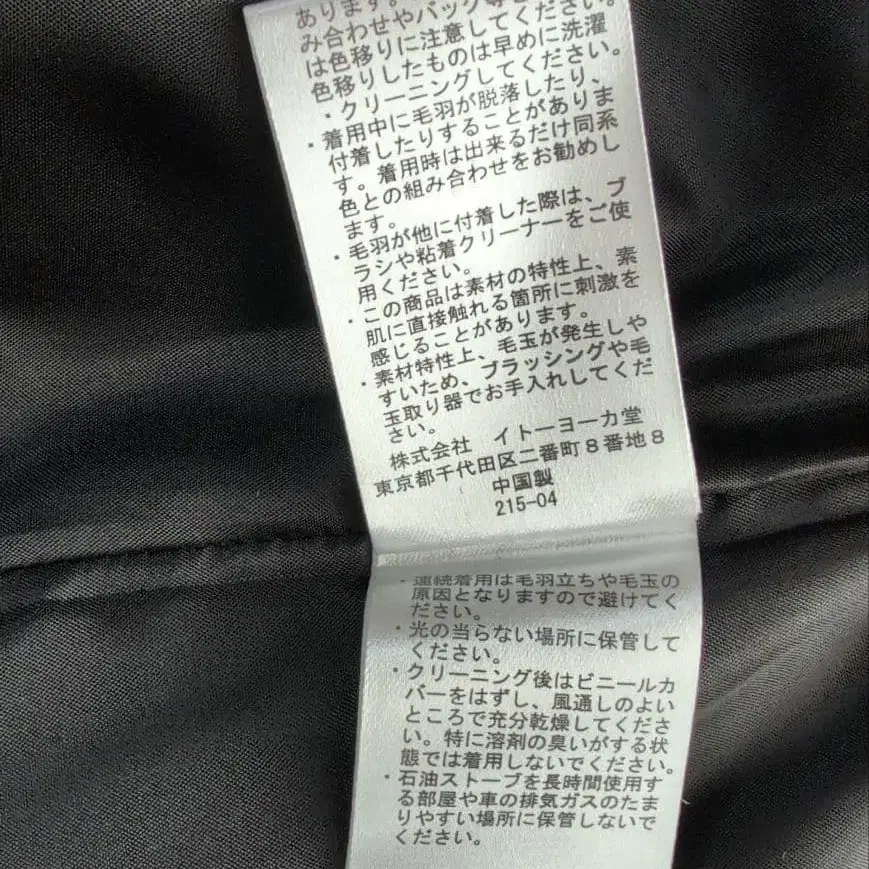 あります。
み合わせやバッグ等と
は色移りに注意してください。
色移りしたものは早めに洗濯
・クリーニングしてください。
・着用中に毛羽が脱落したり、
付着したりすることがありま
す。着用時は出来るだけ同系
色との組み合わせをお勧めし
ます。
・毛羽が他に付着した際は、ブ
ラシや粘着クリーナーをご使
用ください。
・この商品は素材の特性上、素
肌に直接触れる箇所に刺激を
感じることがあります。
・素材特性上、毛玉が発生しや
すいため、ブラッシングや毛
玉取り器でお手入れしてくだ
さい。
株式会社 イトーヨーカ堂
東京都千代田区二番町8番地8
中国製
215-04
・連続着用は毛羽立ちや毛玉の
原因となりますので避けてく
ださい。
・光の当らない場所に保管して
ください。
・クリーニング後はビニールカ
バーをはずし、風通しのよい
ところで充分乾燥してくださ
い。特に溶剤の臭いがする状
態では着用しないでください。
・石油ストーブを長時間使用す
る部屋や車の排気ガスのたま
りやすい場所に保管しないで
ください。